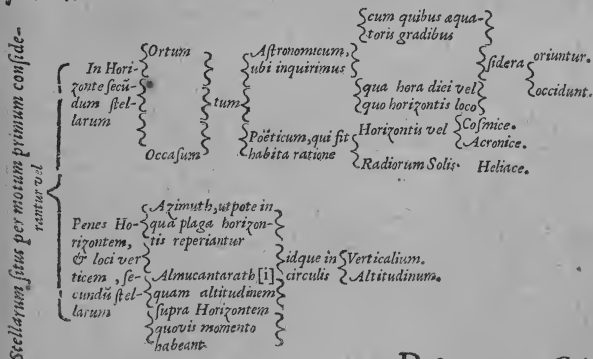 Stellarum ſitus per motum primum conſide-
rantur vel
In Hori-
zonte ſecū-
dum ſtel-
larum
Ortum
Occaſum
tum
Aſtronomicum,
ubi inquirimus
cum quibus æqua-
toris gradibus
qua hora diei vel
quo horizontis loco
ſidera
oriuntur.
occidunt.
Poëticum, qui fit
habita ratione
Horizontis vel
Coſmice.
Acronice.
Radiorum Solis. Heliace.
Penes Ho-
rizontem,
& loci ver
ticem, ſe-
cundū ſtel-
larum
Azimuth, utpote in
qua plaga horizon-
tis reperiantur
Almucantarath [i]
quam altitudinem
ſupra Horizontem
quovis momento
habeant
idque in
circulis
Verticalium.
Altitudinum.